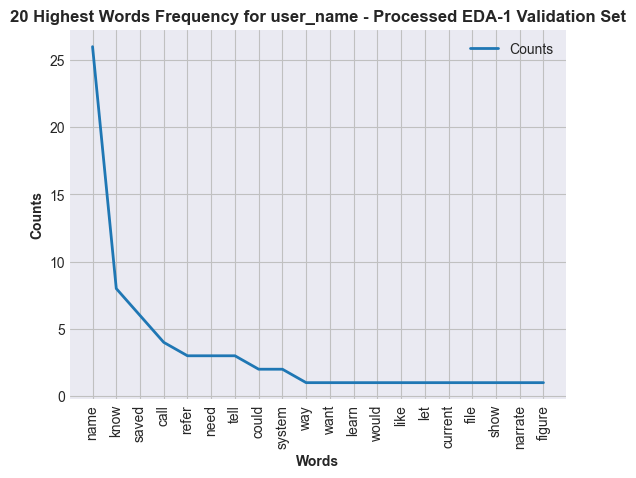 20 Highest Words Frequency for user_name - Processed EDA-1 Validation Set
Counts
25
20
15
10
5
0
Counts
name
know
saved
call
refer
need
tell
could
system
way
want
learn
would
like
let
current
file
show
narrate
figure
Words